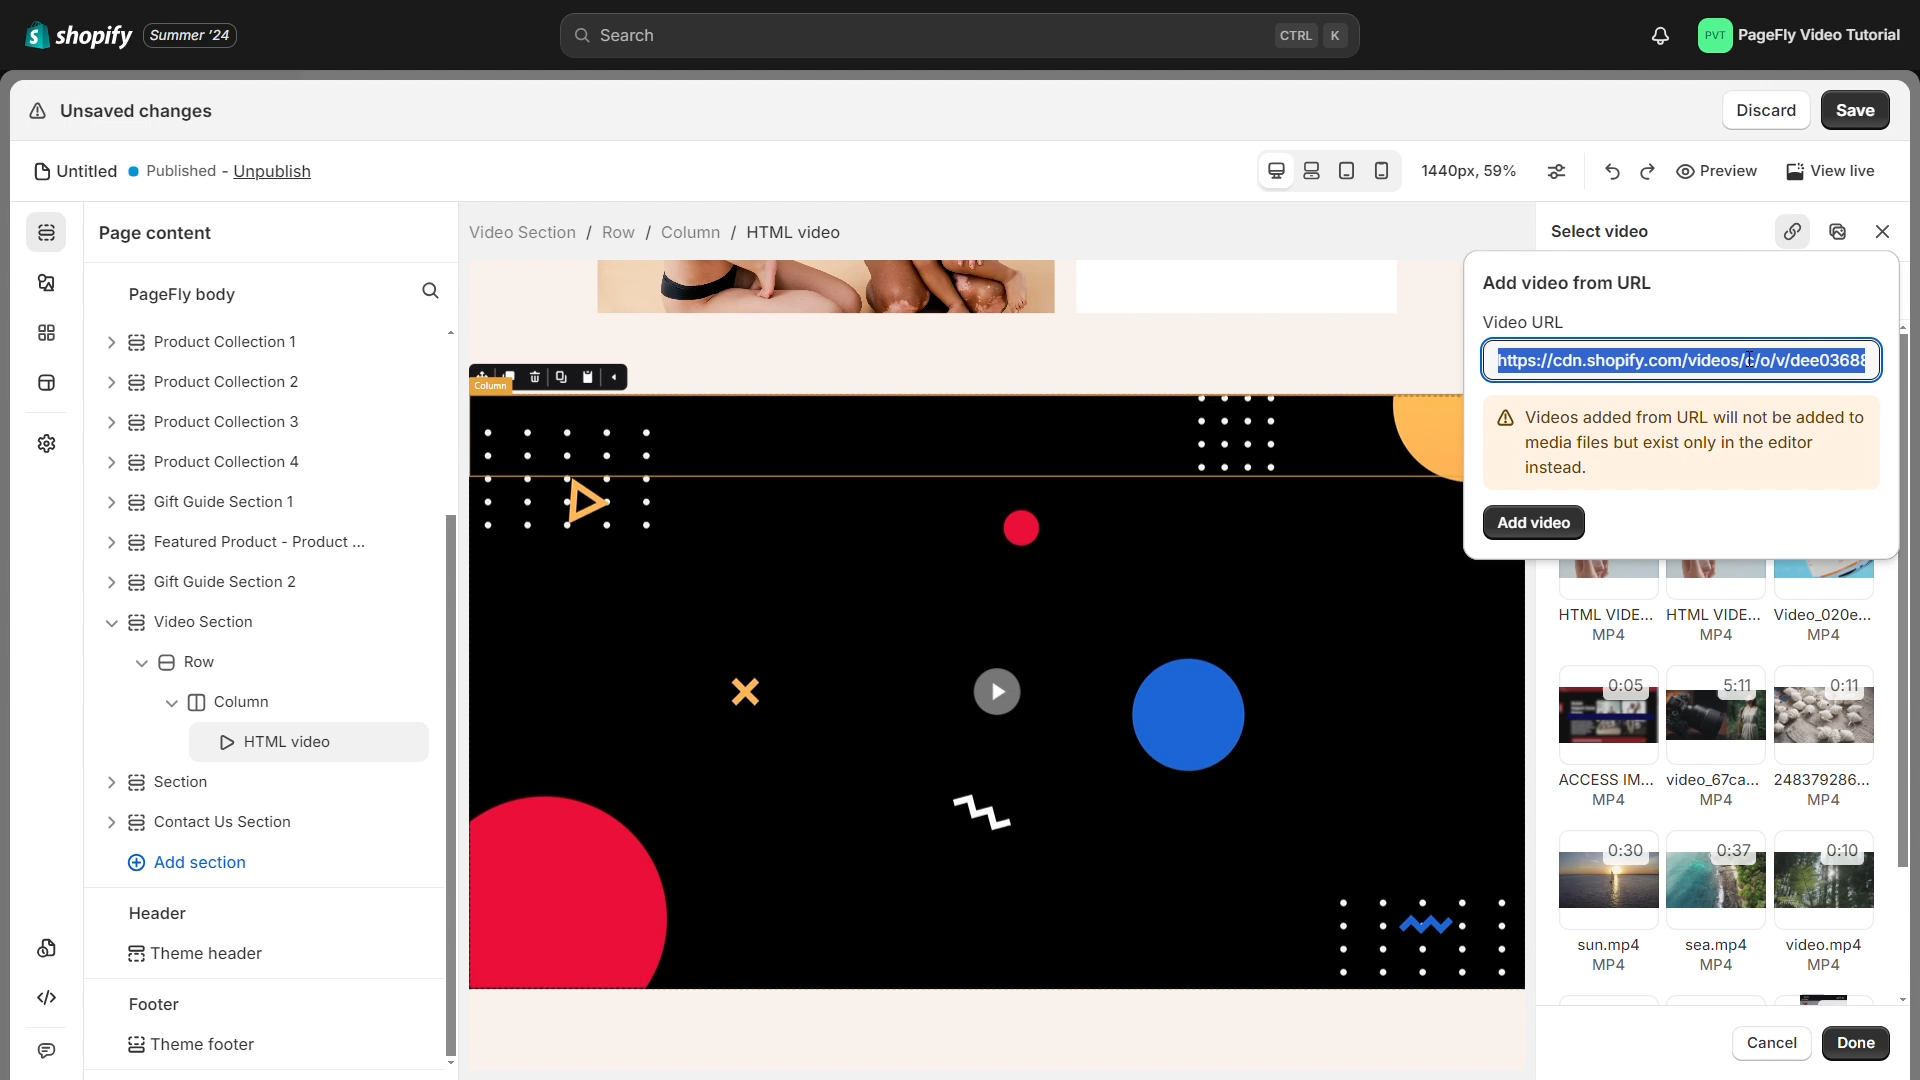 shopify Summer '24
Search CTRL K
PVT PageFly Video Tutorial
Unsaved changes
Discard Save
Untitled Published - Unpublish
1440px, 59%
Preview View live
Page content
PageFly body
Product Collection 1
Product Collection 2
Product Collection 3
Product Collection 4
Gift Guide Section 1
Featured Product - Product ...
Gift Guide Section 2
Video Section
Row
Column
HTML video
Section
Contact Us Section
Add section
Header
Theme header
Footer
Theme footer
Video Section / Row / Column / HTML video
Column
Select video
Add video from URL
Video URL
https://cdn.shopify.com/videos/c/o/v/dee03688
Videos added from URL will not be added to
media files but exist only in the editor
instead.
Add video
HTML VIDE... HTML VIDE... Video_020e...
MP4 MP4 MP4
0:05 5:11 0:11
ACCESS IM... video_67ca...248379286...
MP4 MP4 MP4
0:30 0:37 0:10
sun.mp4 sea.mp4 video.mp4
MP4 MP4 MP4
Cancel Done